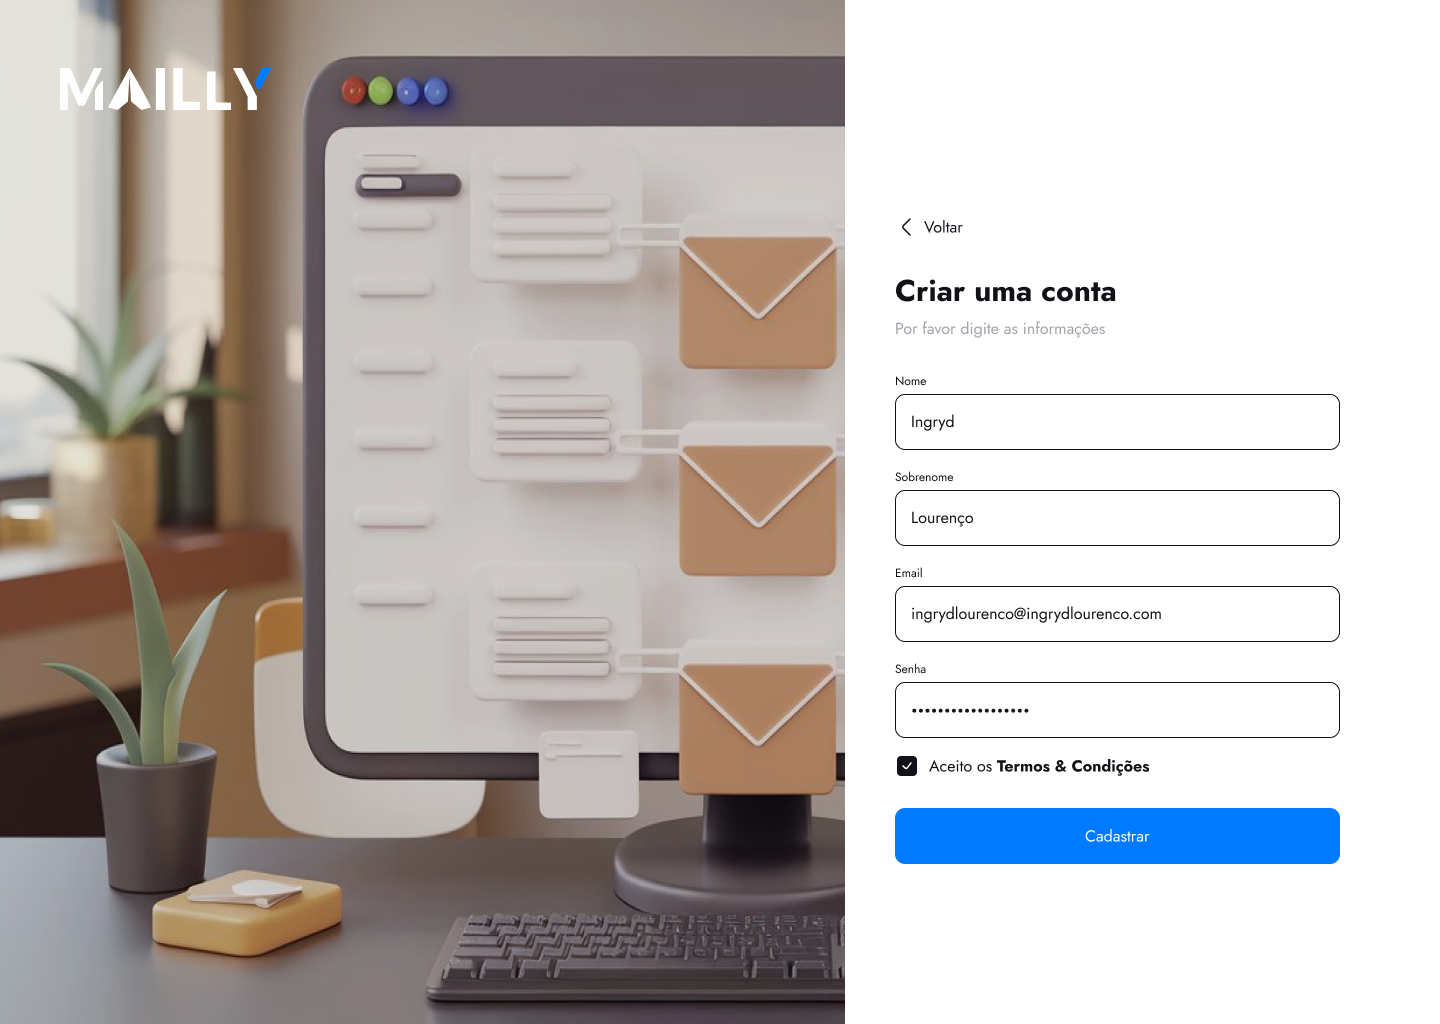 MAILLY
Voltar
Criar uma conta
Por favor digite as informações
Nome
Ingryd
Sobrenome
Lourenço
Email
ingrydlourenco@ingrydlourenco.com
Senha
••••••••••••••••••
Aceito os Termos & Condições
Cadastrar